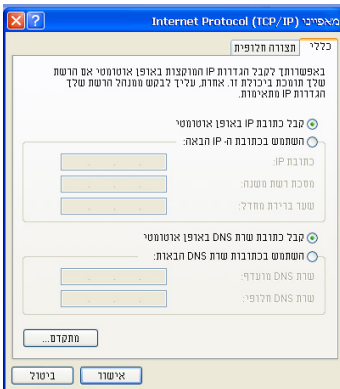 מאפייני Internet Protocol (TCP/IP)
כללי
תצורה חלופית
באפשרותך לקבל הגדרות IP המוקצות באופן אוטומטי אם הרשת
שלך תומכת ביכולת זו. אחרת, עליך לבקש ממנהל הרשת שלך
הגדרות IP מתאימות.
קבל כתובת IP באופן אוטומטי
השתמש בכתובת ה- IP הבאה:
כתובת IP:
מסכת רשת משנה:
שער ברירת מחדל:
קבל כתובת שרת DNS באופן אוטומטי
השתמש בכתובות שרת DNS הבאות:
שרת DNS מועדף:
שרת DNS חלופי:
מתקדם...
אישור
ביטול